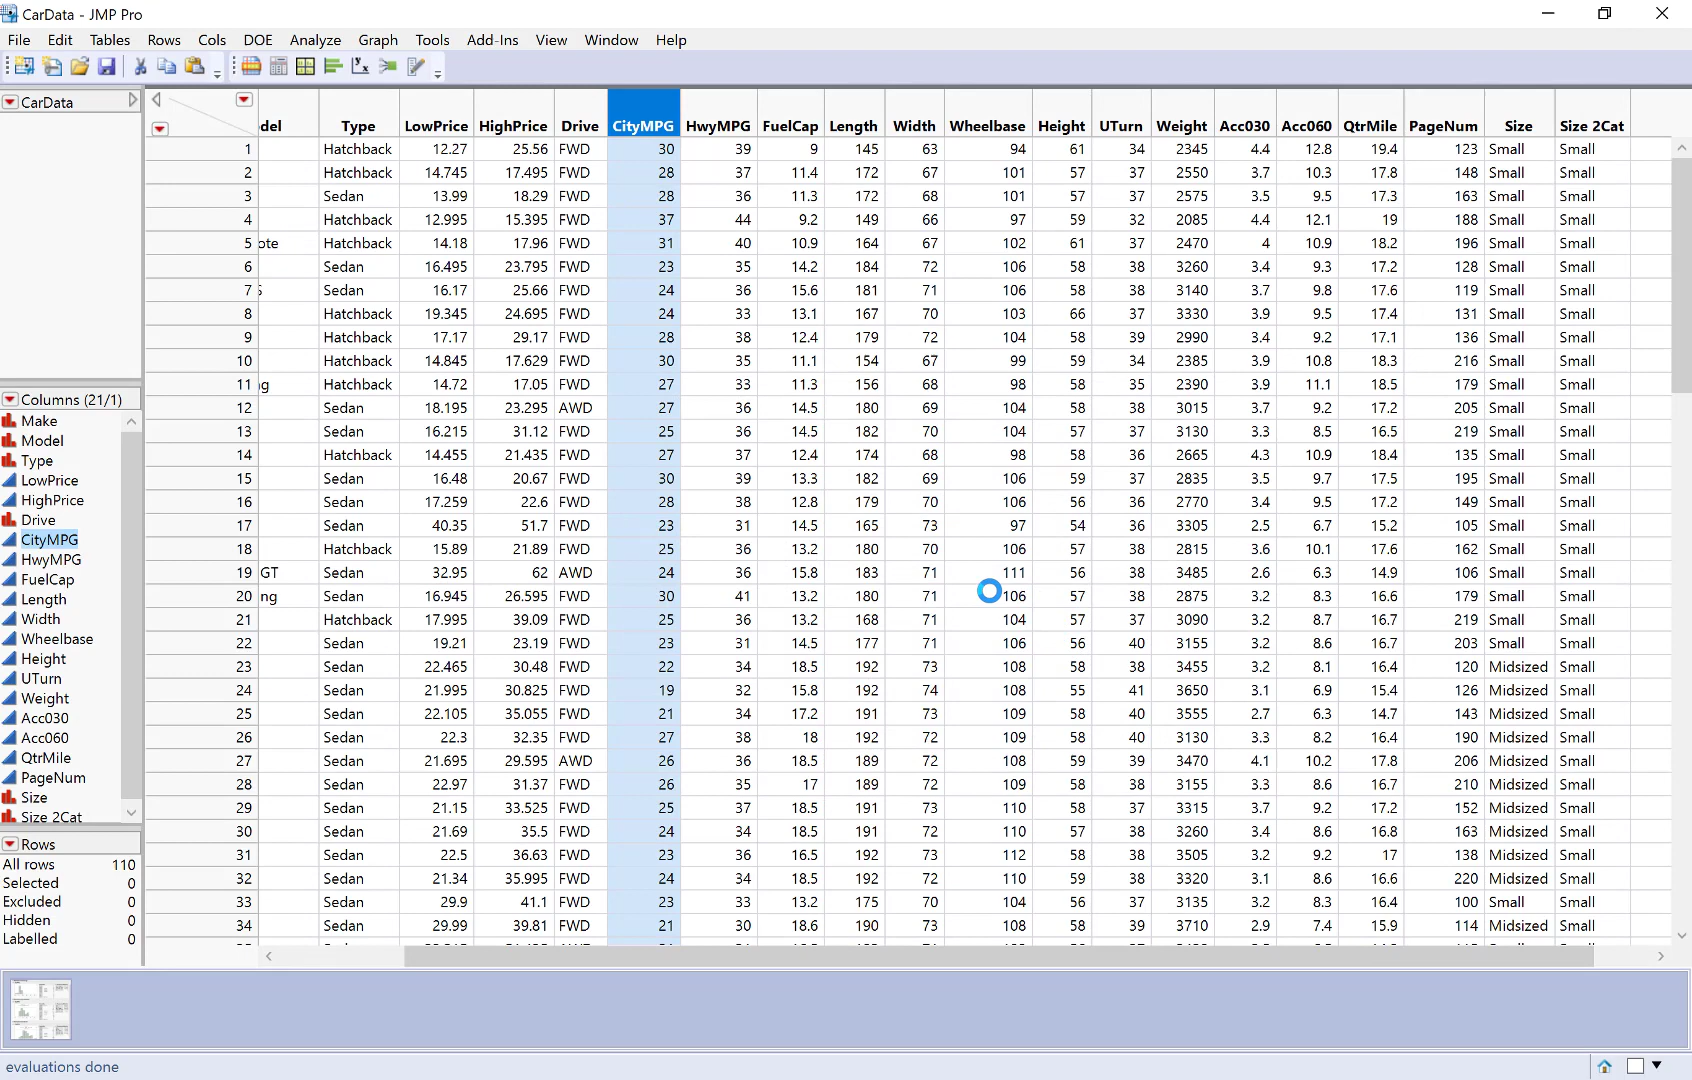 CarData - JMP Pro
File Edit Tables Rows Cols DOE Analyze Graph Tools Add-Ins View Window Help
CarData
Columns (21/1)
Make
Model
Type
LowPrice
HighPrice
Drive
CityMPG
HwyMPG
FuelCap
Length
Width
Wheelbase
Height
UTurn
Weight
Acc030
Acc060
QtrMile
PageNum
Size
Size 2Cat
Rows
All rows 110
Selected 0
Excluded 0
Hidden 0
Labelled 0
del Type LowPrice HighPrice Drive CityMPG HwyMPG FuelCap Length Width Wheelbase Height UTurn Weight Acc030 Acc060 QtrMile PageNum Size Size 2Cat
1 Hatchback 12.27 25.56 FWD 30 39 9 145 63 94 61 34 2345 4.4 12.8 19.4 123 Small Small
2 Hatchback 14.745 17.495 FWD 28 37 11.4 172 67 101 57 37 2550 3.7 10.3 17.8 148 Small Small
3 Sedan 13.99 18.29 FWD 28 36 11.3 172 68 101 57 37 2575 3.5 9.5 17.3 163 Small Small
4 Hatchback 12.995 15.395 FWD 37 44 9.2 149 66 97 59 32 2085 4.4 12.1 19 188 Small Small
5 ote Hatchback 14.18 17.96 FWD 31 40 10.9 164 67 102 61 37 2470 4 10.9 18.2 196 Small Small
6 Sedan 16.495 23.795 FWD 23 35 14.2 184 72 106 58 38 3260 3.4 9.3 17.2 128 Small Small
7 S Sedan 16.17 25.66 FWD 24 36 15.6 181 71 106 58 38 3140 3.7 9.8 17.6 119 Small Small
8 Hatchback 19.345 24.695 FWD 24 33 13.1 167 70 103 66 37 3330 3.9 9.5 17.4 131 Small Small
9 Sedan 17.17 29.17 FWD 28 38 12.4 179 72 104 58 39 2990 3.4 9.2 17.1 136 Small Small
10 Hatchback 14.845 17.629 FWD 30 35 11.1 154 67 99 59 34 2385 3.9 10.8 18.3 216 Small Small
11 g Hatchback 14.72 17.05 FWD 27 33 11.3 156 68 98 58 35 2390 3.9 11.1 18.5 179 Small Small
12 Sedan 18.195 23.295 AWD 27 36 14.5 180 69 104 58 38 3015 3.7 9.2 17.2 205 Small Small
13 Sedan 16.215 31.12 FWD 25 36 14.5 182 70 104 57 37 3130 3.3 8.5 16.5 219 Small Small
14 Hatchback 14.455 21.435 FWD 27 37 12.4 174 68 98 58 36 2665 4.3 10.9 18.4 135 Small Small
15 Sedan 16.48 20.67 FWD 30 39 13.3 182 69 106 59 37 2835 3.5 9.7 17.5 195 Small Small
16 Sedan 17.259 22.6 FWD 28 38 12.8 179 70 106 56 36 2770 3.4 9.5 17.2 149 Small Small
17 Sedan 40.35 51.7 FWD 23 31 14.5 165 73 97 54 36 3305 2.5 6.7 15.2 105 Small Small
18 Hatchback 15.89 21.89 FWD 25 36 13.2 180 70 106 57 38 2815 3.6 10.1 17.6 162 Small Small
19 GT Sedan 32.95 62 AWD 24 36 15.8 183 71 111 56 38 3485 2.6 6.3 14.9 106 Small Small
20 ng Sedan 16.945 26.595 FWD 30 41 13.2 180 71 106 57 38 2875 3.2 8.3 16.6 179 Small Small
21 Hatchback 17.995 39.09 FWD 25 36 13.2 168 71 104 57 37 3090 3.2 8.7 16.7 219 Small Small
22 Sedan 19.21 23.19 FWD 23 31 14.5 177 71 106 56 40 3155 3.2 8.6 16.7 203 Small Small
23 Sedan 22.465 30.48 FWD 22 34 18.5 192 73 108 58 38 3455 3.2 8.1 16.4 120 Midsized Small
24 Sedan 21.995 30.825 FWD 19 32 15.8 192 74 108 55 41 3650 3.1 6.9 15.4 126 Midsized Small
25 Sedan 22.105 35.055 FWD 21 34 17.2 191 73 109 58 40 3555 2.7 6.3 14.7 143 Midsized Small
26 Sedan 22.3 32.35 FWD 27 38 18 192 72 109 58 40 3130 3.3 8.2 16.4 190 Midsized Small
27 Sedan 21.695 29.595 AWD 26 36 18.5 189 72 108 59 39 3470 4.1 10.2 17.8 206 Midsized Small
28 Sedan 22.97 31.37 FWD 26 35 17 189 72 109 58 38 3155 3.3 8.6 16.7 210 Midsized Small
29 Sedan 21.15 33.525 FWD 25 37 18.5 191 73 110 58 37 3315 3.7 9.2 17.2 152 Midsized Small
30 Sedan 21.69 35.5 FWD 24 34 18.5 191 72 110 57 38 3260 3.4 8.6 16.8 163 Midsized Small
31 Sedan 22.5 36.63 FWD 23 36 16.5 192 73 112 58 38 3505 3.2 9.2 17 138 Midsized Small
32 Sedan 21.34 35.995 FWD 24 34 18.5 192 72 110 59 38 3320 3.1 8.6 16.6 220 Midsized Small
33 Sedan 29.9 41.1 FWD 23 33 13.2 175 70 104 56 37 3135 3.2 8.3 16.4 100 Small Small
34 Sedan 29.99 39.81 FWD 21 30 18.6 190 73 108 58 39 3710 2.9 7.4 15.9 114 Midsized Small
evaluations done